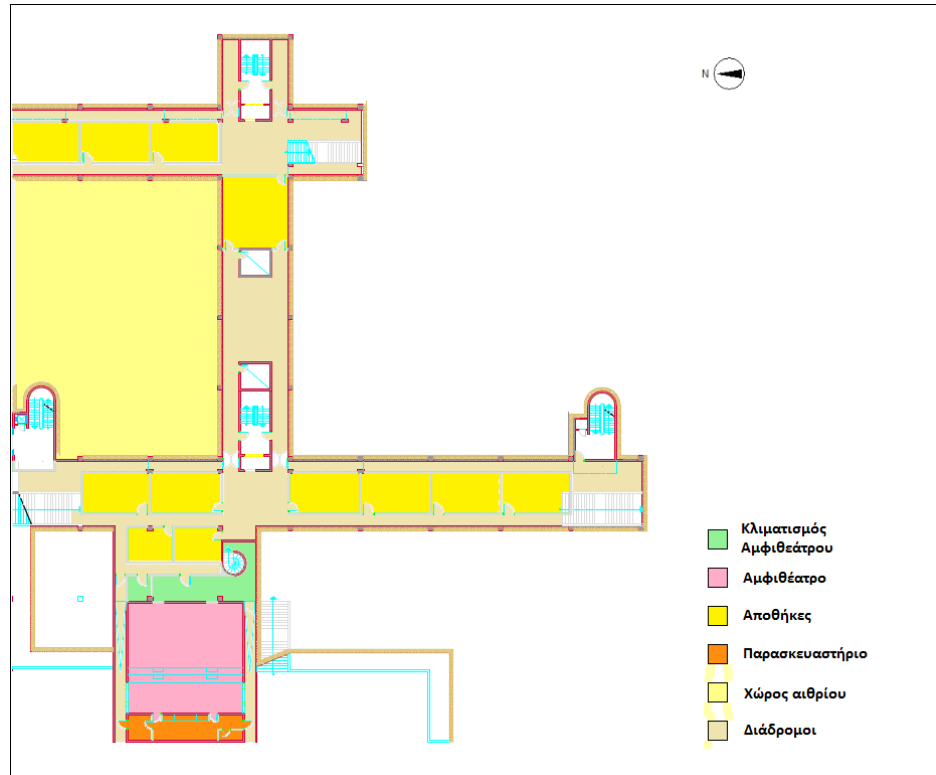 N
Κλιματισμός
Αμφιθεάτρου
Αμφιθέατρο
Αποθήκες
Παρασκευαστήριο
Χώρος αιθρίου
Διάδρομοι